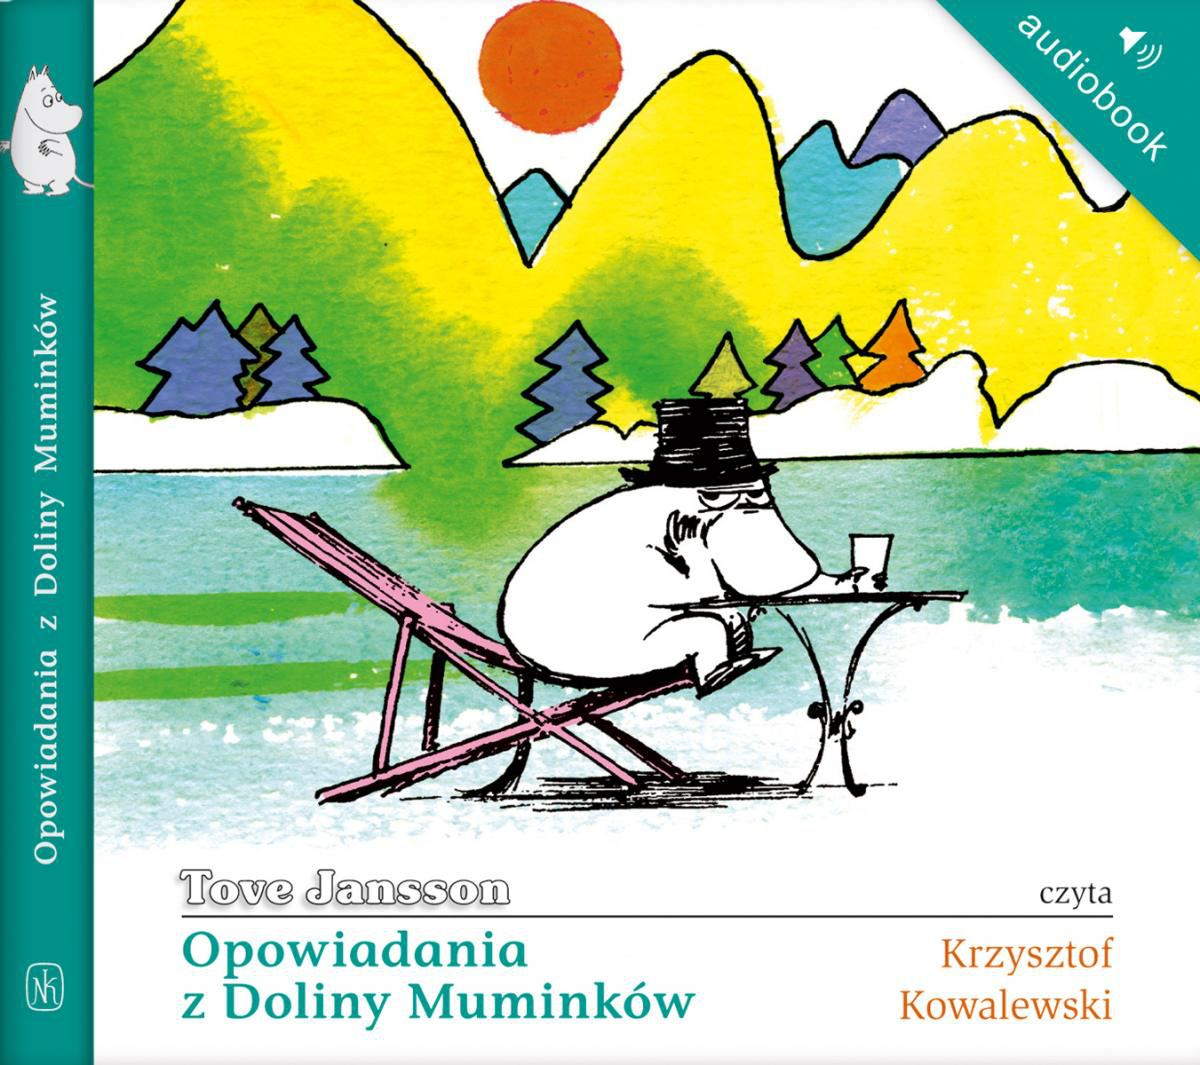 audiobook
Opowiadania z Doliny Muminków
NK
Tove Jansson
czyta
Opowiadania
z Doliny Muminków
Krzysztof
Kowalewski